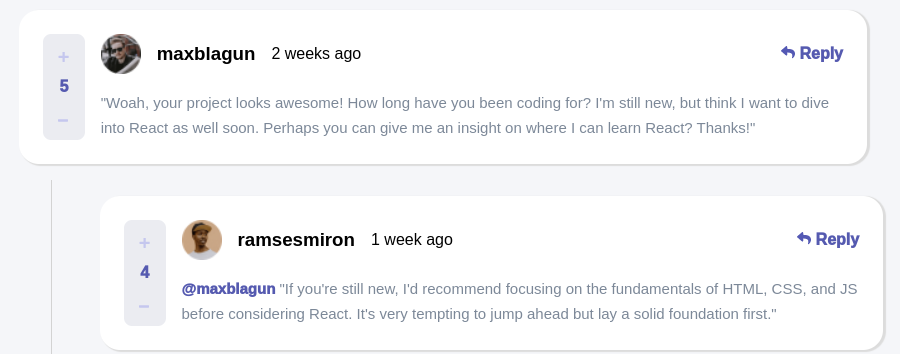 +
maxblagun 2 weeks ago Reply
5
"Woah, your project looks awesome! How long have you been coding for? I'm still new, but think I want to dive
into React as well soon. Perhaps you can give me an insight on where I can learn React? Thanks!"
−
+
ramsesmiron 1 week ago Reply
4
@maxblagun "If you're still new, I'd recommend focusing on the fundamentals of HTML, CSS, and JS
before considering React. It's very tempting to jump ahead but lay a solid foundation first."
−